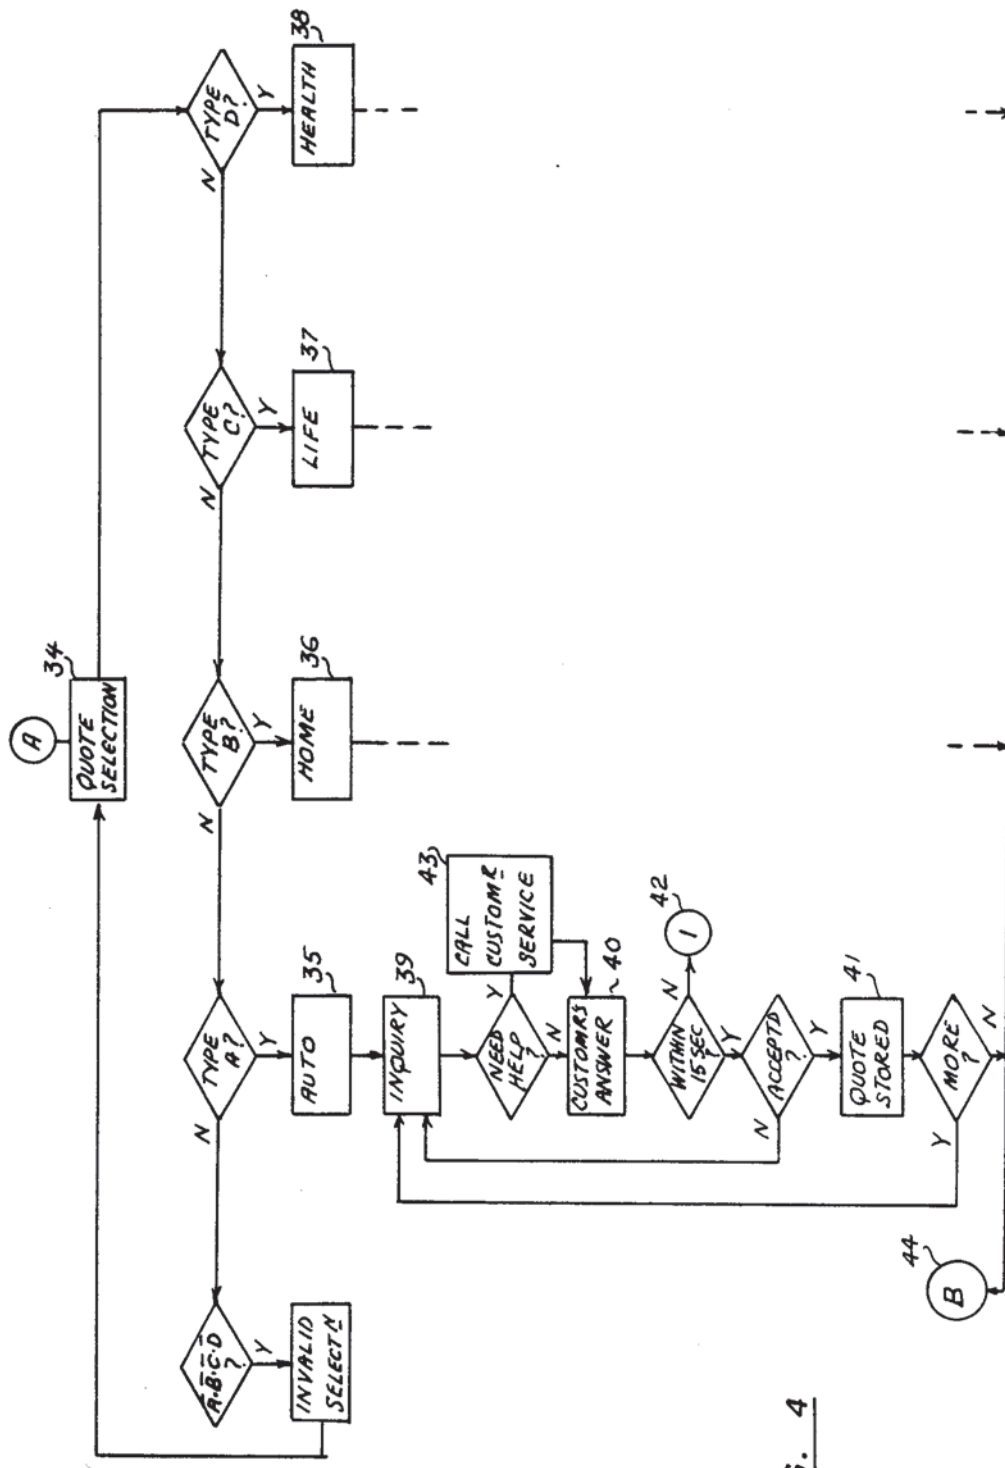 A
34
QUOTE
SELECTION
TYPE
D?
N
Y
HEALTH
38
TYPE
C?
N
Y
LIFE
37
TYPE
B?
N
Y
HOME
36
TYPE
A?
N
Y
AUTO
35
A̅·B̅·C̅·D̅
?
Y
INVALID
SELECTN
INQUIRY
39
NEED
HELP
?
Y
N
CALL
CUSTOMR
SERVICE
43
CUSTOMRS
ANSWER
40
WITHIN
15 SEC
?
N
Y
1
42
ACCEPTD
?
N
Y
QUOTE
STORED
41
MORE
?
Y
N
B
44
4